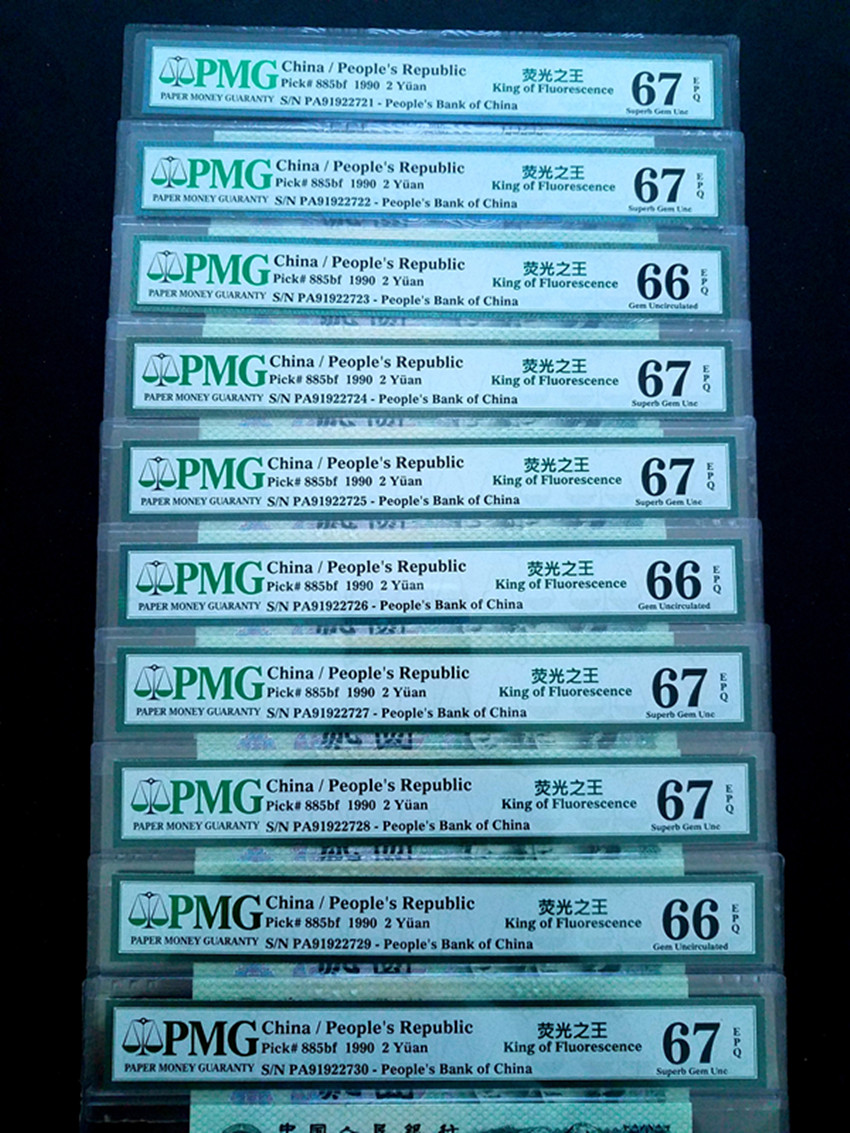 PMG
PAPER MONEY GUARANTY
China / People's Republic
Pick# 885bf 1990 2 Yüan
S/N PA91922721 - People's Bank of China
荧光之王
King of Fluorescence
67
EPQ
Superb Gem Unc
PMG
PAPER MONEY GUARANTY
China / People's Republic
Pick# 885bf 1990 2 Yüan
S/N PA91922722 - People's Bank of China
荧光之王
King of Fluorescence
67
EPQ
Superb Gem Unc
PMG
PAPER MONEY GUARANTY
China / People's Republic
Pick# 885bf 1990 2 Yüan
S/N PA91922723 - People's Bank of China
荧光之王
King of Fluorescence
66
EPQ
Gem Uncirculated
PMG
PAPER MONEY GUARANTY
China / People's Republic
Pick# 885bf 1990 2 Yüan
S/N PA91922724 - People's Bank of China
荧光之王
King of Fluorescence
67
EPQ
Superb Gem Unc
PMG
PAPER MONEY GUARANTY
China / People's Republic
Pick# 885bf 1990 2 Yüan
S/N PA91922725 - People's Bank of China
荧光之王
King of Fluorescence
67
EPQ
Superb Gem Unc
PMG
PAPER MONEY GUARANTY
China / People's Republic
Pick# 885bf 1990 2 Yüan
S/N PA91922726 - People's Bank of China
荧光之王
King of Fluorescence
66
EPQ
Gem Uncirculated
PMG
PAPER MONEY GUARANTY
China / People's Republic
Pick# 885bf 1990 2 Yüan
S/N PA91922727 - People's Bank of China
荧光之王
King of Fluorescence
67
EPQ
Superb Gem Unc
PMG
PAPER MONEY GUARANTY
China / People's Republic
Pick# 885bf 1990 2 Yüan
S/N PA91922728 - People's Bank of China
荧光之王
King of Fluorescence
67
EPQ
Superb Gem Unc
PMG
PAPER MONEY GUARANTY
China / People's Republic
Pick# 885bf 1990 2 Yüan
S/N PA91922729 - People's Bank of China
荧光之王
King of Fluorescence
66
EPQ
Gem Uncirculated
PMG
PAPER MONEY GUARANTY
China / People's Republic
Pick# 885bf 1990 2 Yüan
S/N PA91922730 - People's Bank of China
荧光之王
King of Fluorescence
67
EPQ
Superb Gem Unc
中国人民银行